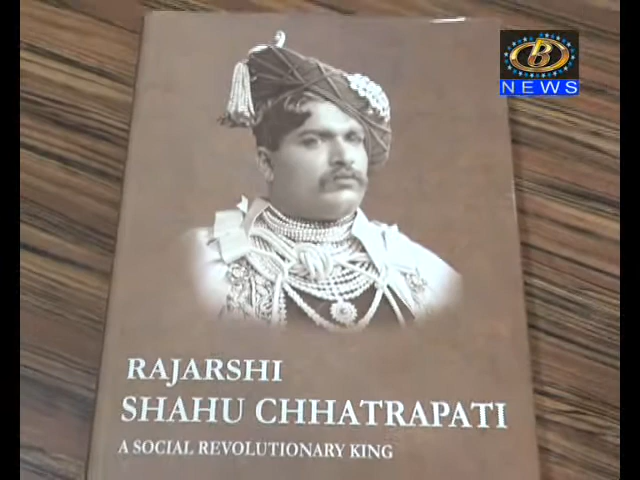 B
NEWS
RAJARSHI
SHAHU CHHATRAPATI
A SOCIAL REVOLUTIONARY KING